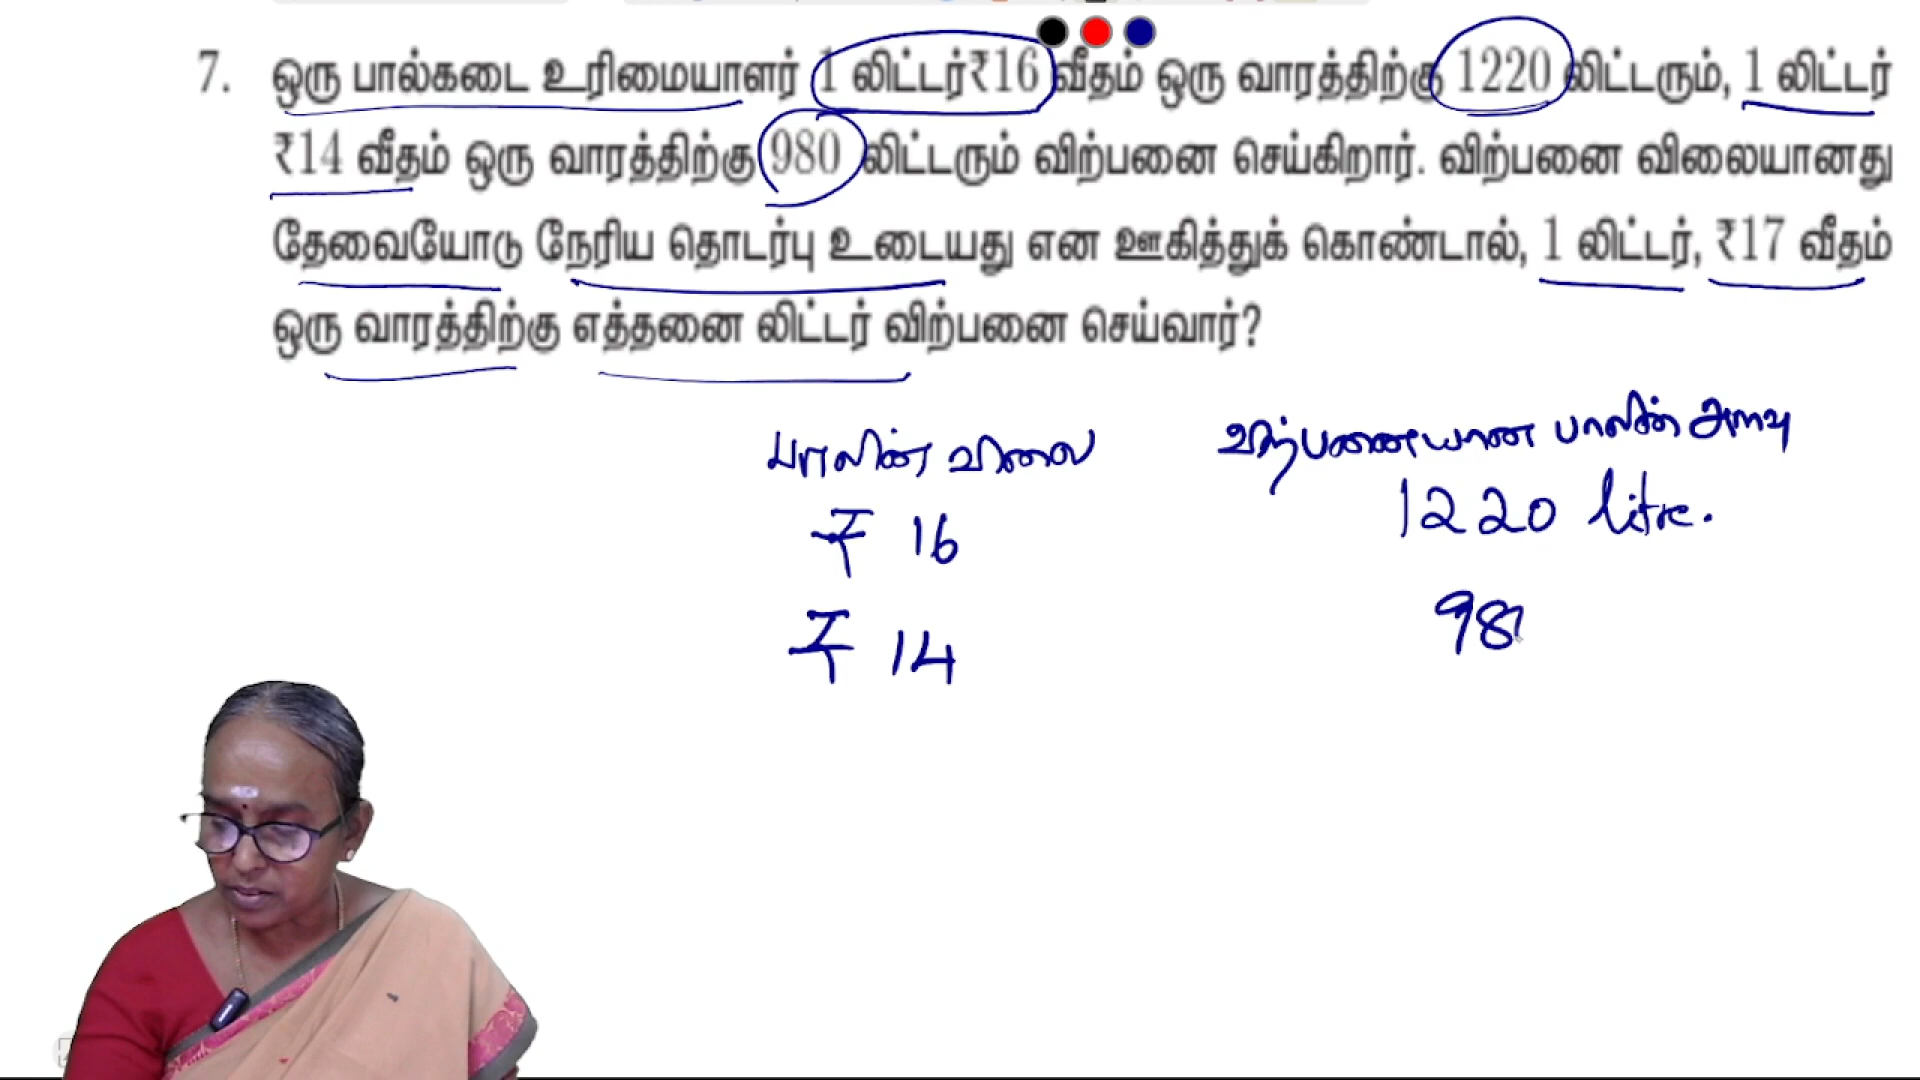 7. ஒரு பால்கடை உரிமையாளர் 1 லிட்டர்₹16 வீதம் ஒரு வாரத்திற்கு 1220 லிட்டரும், 1 லிட்டர்
₹14 வீதம் ஒரு வாரத்திற்கு 980 லிட்டரும் விற்பனை செய்கிறார். விற்பனை விலையானது
தேவையோடு நேரிய தொடர்பு உடையது என ஊகித்துக் கொண்டால், 1 லிட்டர், ₹17 வீதம்
ஒரு வாரத்திற்கு எத்தனை லிட்டர் விற்பனை செய்வார்?
பாலின் விலை விற்பனையான பாலின் அளவு
₹ 16 1220 litre.
₹ 14 98